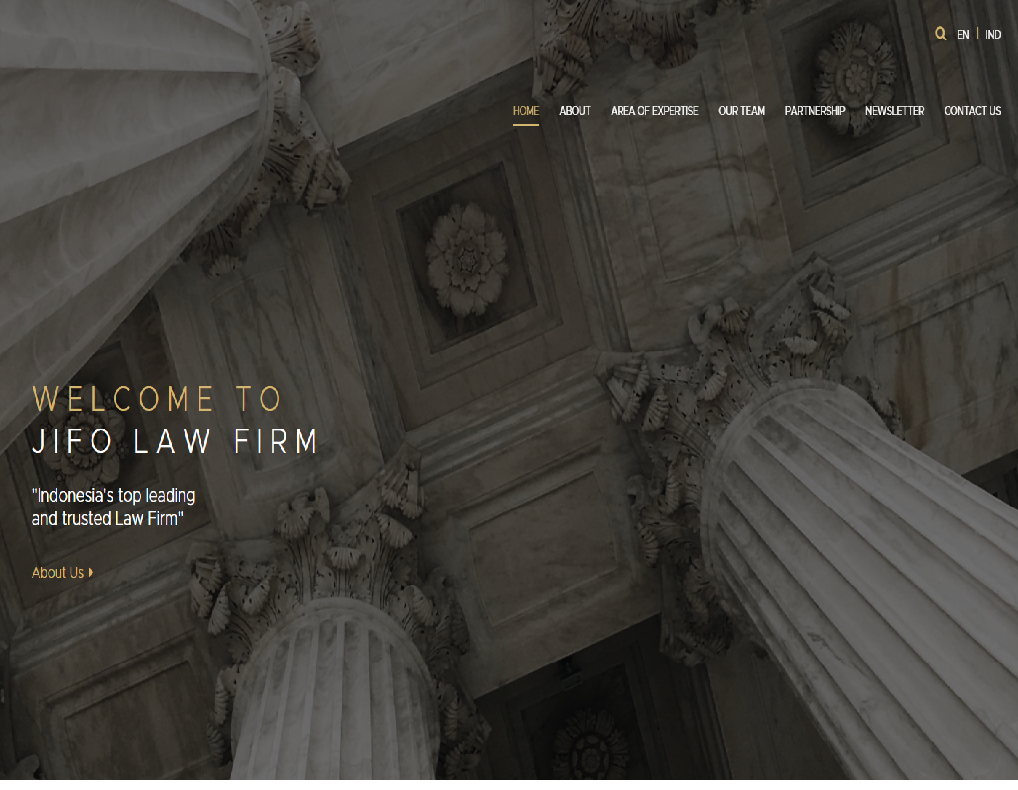 EN | IND
HOME ABOUT AREA OF EXPERTISE OUR TEAM PARTNERSHIP NEWSLETTER CONTACT US
WELCOME TO
JIFO LAW FIRM
"Indonesia's top leading
and trusted Law Firm"
About Us